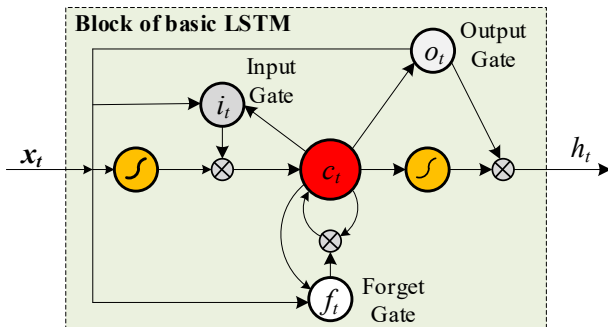 Block of basic LSTM
Output
Gate
o_t
Input
Gate
i_t
x_t
c_t
h_t
f_t
Forget
Gate